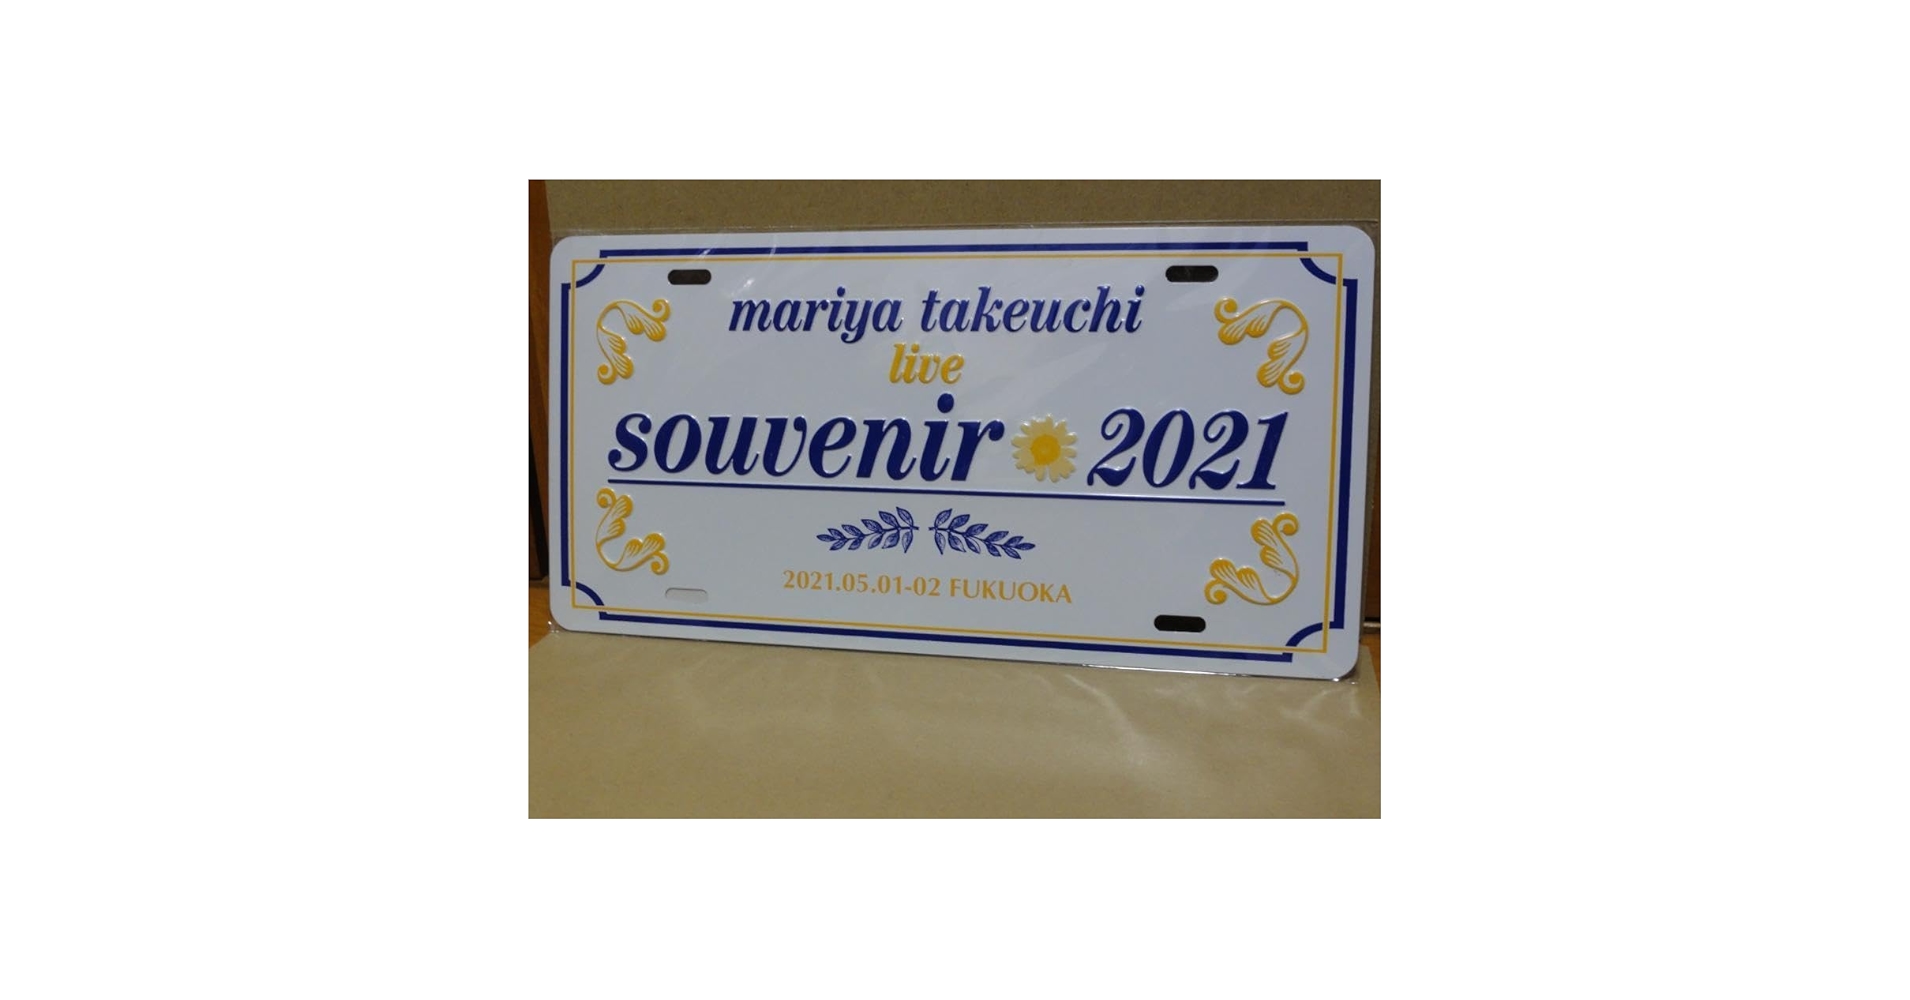 mariya takeuchi
live
souvenir 2021
2021.05.01-02 FUKUOKA